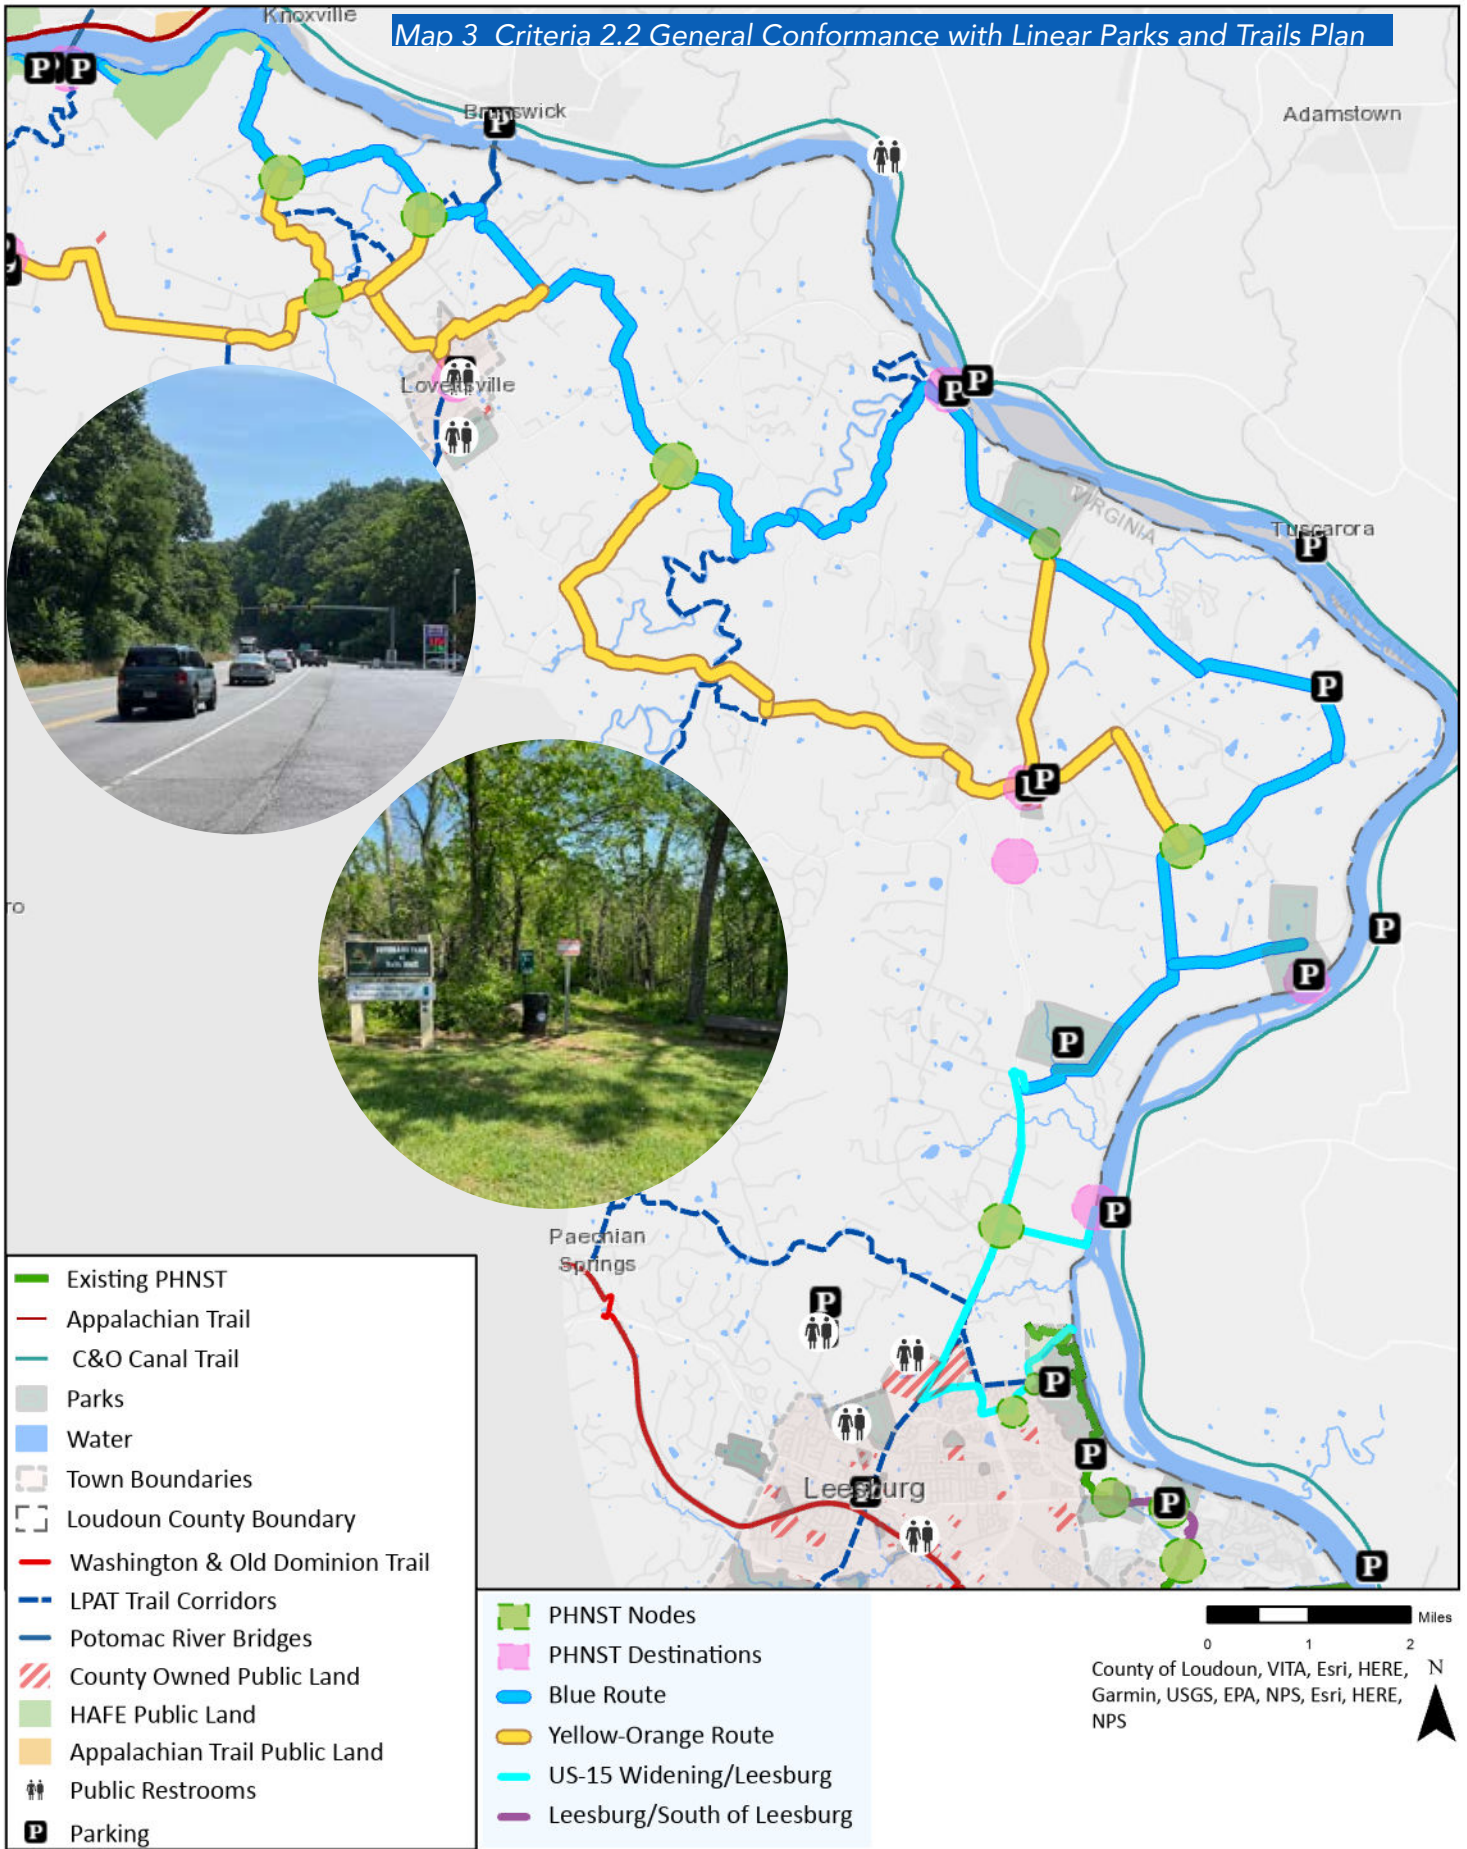 Knoxville
Map 3 Criteria 2.2 General Conformance with Linear Parks and Trails Plan
P
P
Brunswick
P
Adamstown
Lovettsville
P
P
VIRGINIA
Tuscarora
P
P
P
ro
P
P
P
P
Paeonian
Springs
P
P
P
Leesburg
P
P
P
Existing PHNST
Appalachian Trail
C&O Canal Trail
Parks
Water
Town Boundaries
Loudoun County Boundary
Washington & Old Dominion Trail
LPAT Trail Corridors
Potomac River Bridges
County Owned Public Land
HAFE Public Land
Appalachian Trail Public Land
Public Restrooms
P Parking
PHNST Nodes
PHNST Destinations
Blue Route
Yellow-Orange Route
US-15 Widening/Leesburg
Leesburg/South of Leesburg
Miles
0 1 2
County of Loudoun, VITA, Esri, HERE,
Garmin, USGS, EPA, NPS, Esri, HERE,
NPS
N